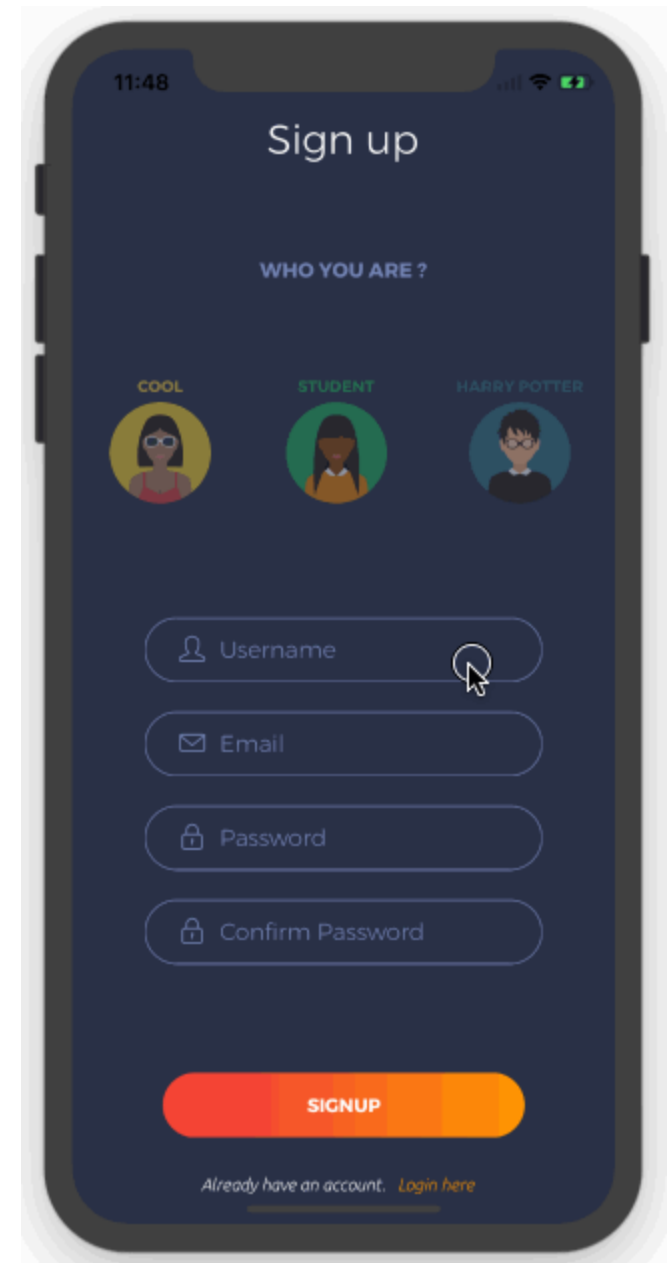 11:48
Sign up
WHO YOU ARE ?
COOL STUDENT HARRY POTTER
Username
Email
Password
Confirm Password
SIGNUP
Already have an account. Login here